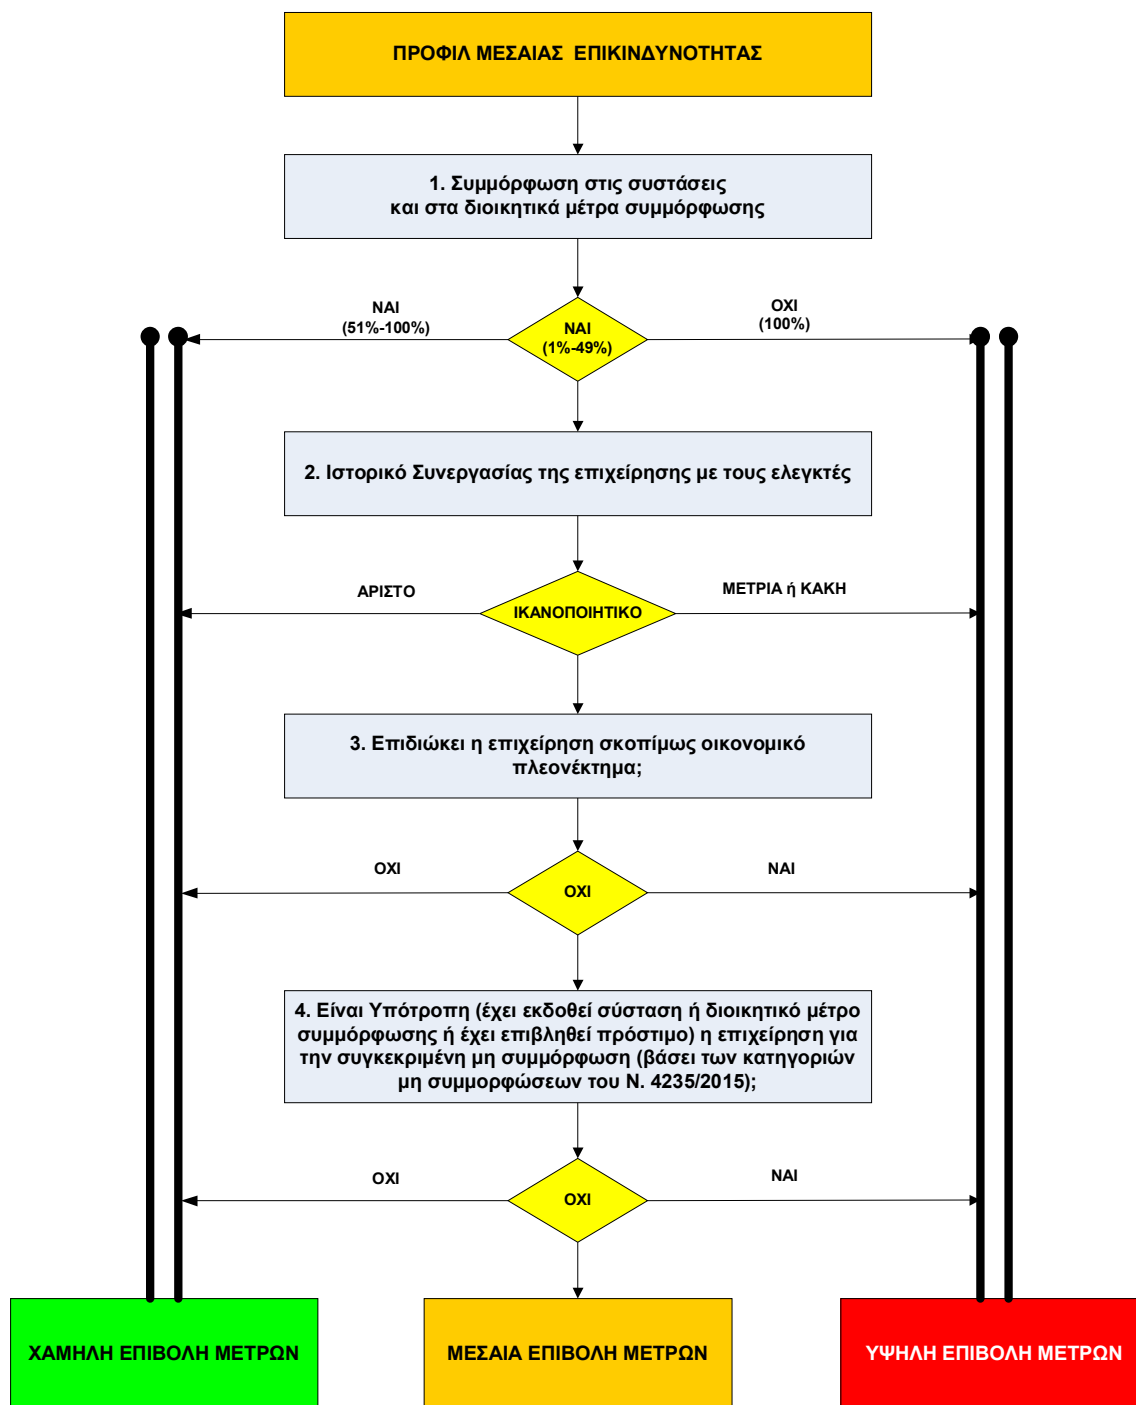 ΠΡΟΦΙΛ ΜΕΣΑΙΑΣ ΕΠΙΚΙΝΔΥΝΟΤΗΤΑΣ
1. Συμμόρφωση στις συστάσεις
και στα διοικητικά μέτρα συμμόρφωσης
ΝΑΙ
(51%-100%)
ΝΑΙ
(1%-49%)
ΟΧΙ
(100%)
2. Ιστορικό Συνεργασίας της επιχείρησης με τους ελεγκτές
ΑΡΙΣΤΟ
ΙΚΑΝΟΠΟΙΗΤΙΚΟ
ΜΕΤΡΙΑ ή ΚΑΚΗ
3. Επιδιώκει η επιχείρηση σκοπίμως οικονομικό
πλεονέκτημα;
ΟΧΙ
ΟΧΙ
ΝΑΙ
4. Είναι Υπότροπη (έχει εκδοθεί σύσταση ή διοικητικό μέτρο
συμμόρφωσης ή έχει επιβληθεί πρόστιμο) η επιχείρηση για
την συγκεκριμένη μη συμμόρφωση (βάσει των κατηγοριών
μη συμμορφώσεων του Ν. 4235/2015);
ΟΧΙ
ΟΧΙ
ΝΑΙ
ΧΑΜΗΛΗ ΕΠΙΒΟΛΗ ΜΕΤΡΩΝ
ΜΕΣΑΙΑ ΕΠΙΒΟΛΗ ΜΕΤΡΩΝ
ΥΨΗΛΗ ΕΠΙΒΟΛΗ ΜΕΤΡΩΝ